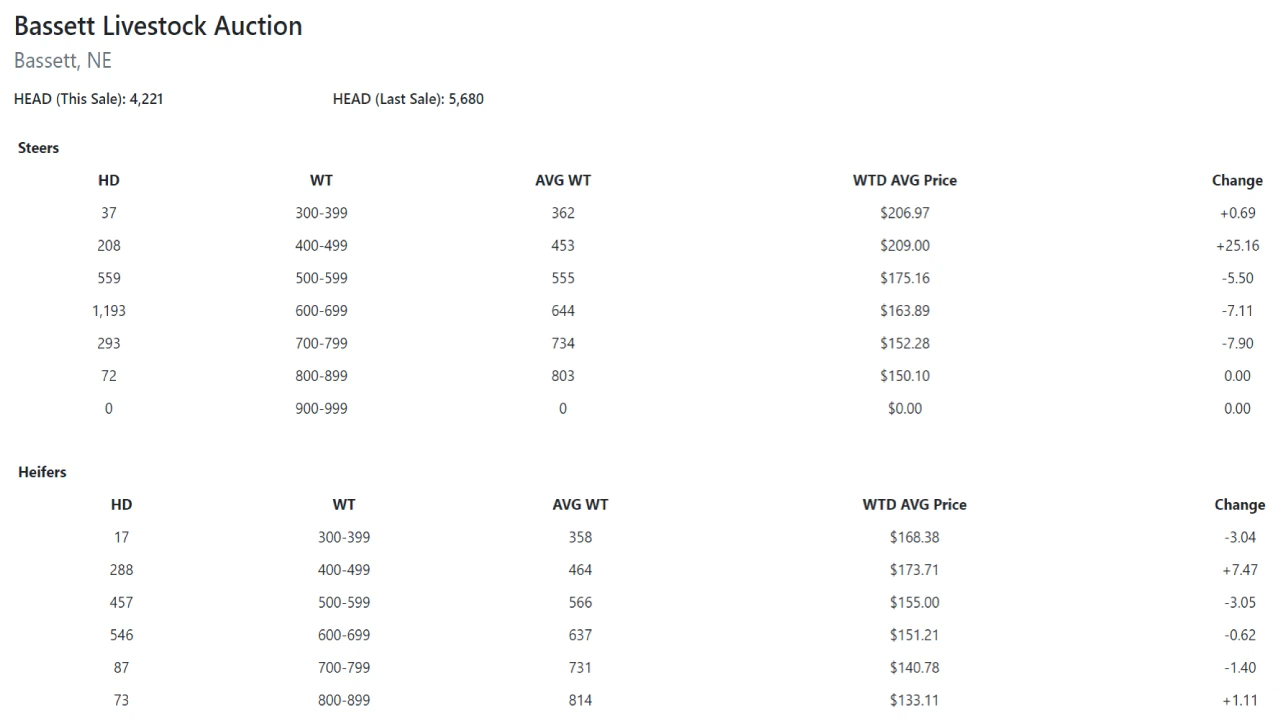 Bassett Livestock Auction
Bassett, NE
HEAD (This Sale): 4,221 HEAD (Last Sale): 5,680
Steers
HD WT AVG WT WTD AVG Price Change
37 300-399 362 $206.97 +0.69
208 400-499 453 $209.00 +25.16
559 500-599 555 $175.16 -5.50
1,193 600-699 644 $163.89 -7.11
293 700-799 734 $152.28 -7.90
72 800-899 803 $150.10 0.00
0 900-999 0 $0.00 0.00
Heifers
HD WT AVG WT WTD AVG Price Change
17 300-399 358 $168.38 -3.04
288 400-499 464 $173.71 +7.47
457 500-599 566 $155.00 -3.05
546 600-699 637 $151.21 -0.62
87 700-799 731 $140.78 -1.40
73 800-899 814 $133.11 +1.11